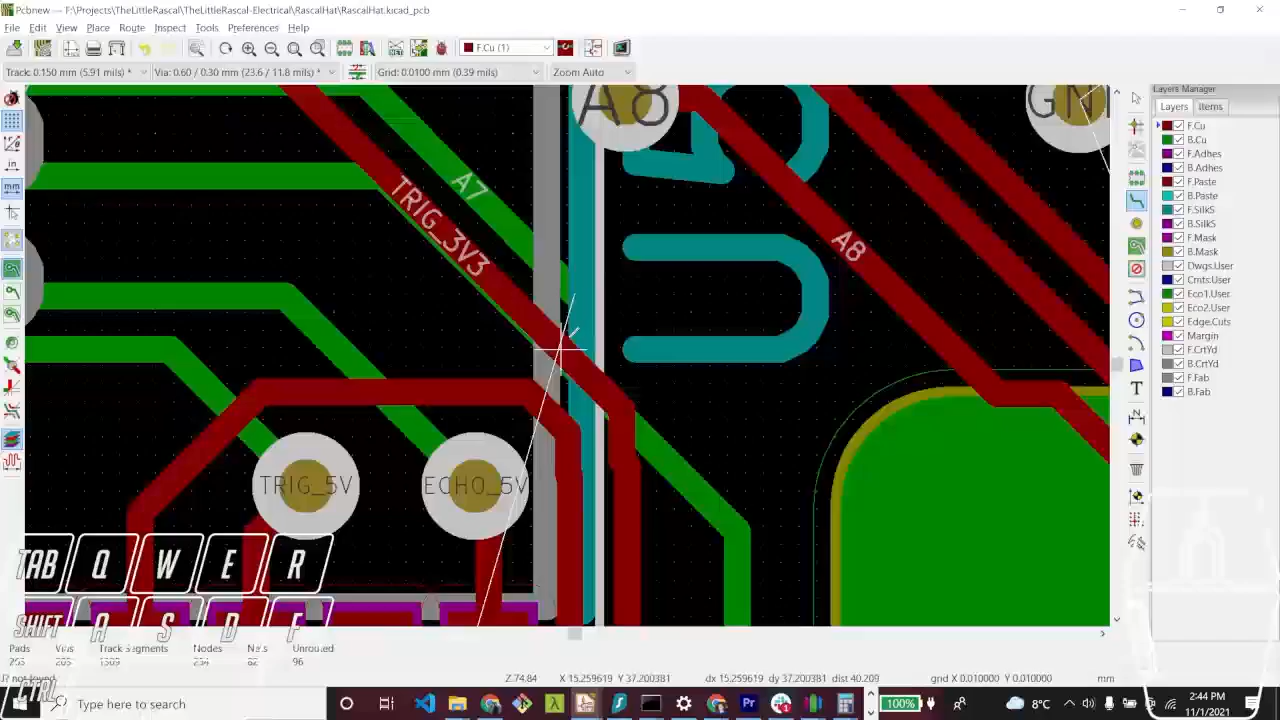 Pcbnew — F:\Projects\TheLittleRascal\TheLittleRascal-Electrical\RascalHat\RascalHat.kicad_pcb
File Edit View Place Route Inspect Tools Preferences Help
F.Cu (1)
Track: 0.150 mm (5.91 mils) *
Via: 0.60 / 0.30 mm (23.6 / 11.8 mils) *
Grid: 0.0100 mm (0.39 mils)
Zoom Auto
Layers Manager
Layers Items
F.Cu
B.Cu
F.Adhes
B.Adhes
F.Paste
B.Paste
F.SilkS
B.SilkS
F.Mask
B.Mask
Dwgs.User
Cmts.User
Eco1.User
Eco2.User
Edge.Cuts
Margin
F.CrtYd
B.CrtYd
F.Fab
B.Fab
in
mm
A8
A7
TRIG_3V3
A8
TRIG_5V
ECHO_5V
TAB Q W E R
SHIFT A S D F
CTRL
Pads Vias Track Segments Nodes Nets Unrouted
1309 96
Z 74.84
X 15.259619 Y 37.200381
dx 15.259619 dy 37.200381 dist 40.209
grid X 0.010000 Y 0.010000
mm
Type here to search
100%
8°C
2:44 PM
11/1/2021